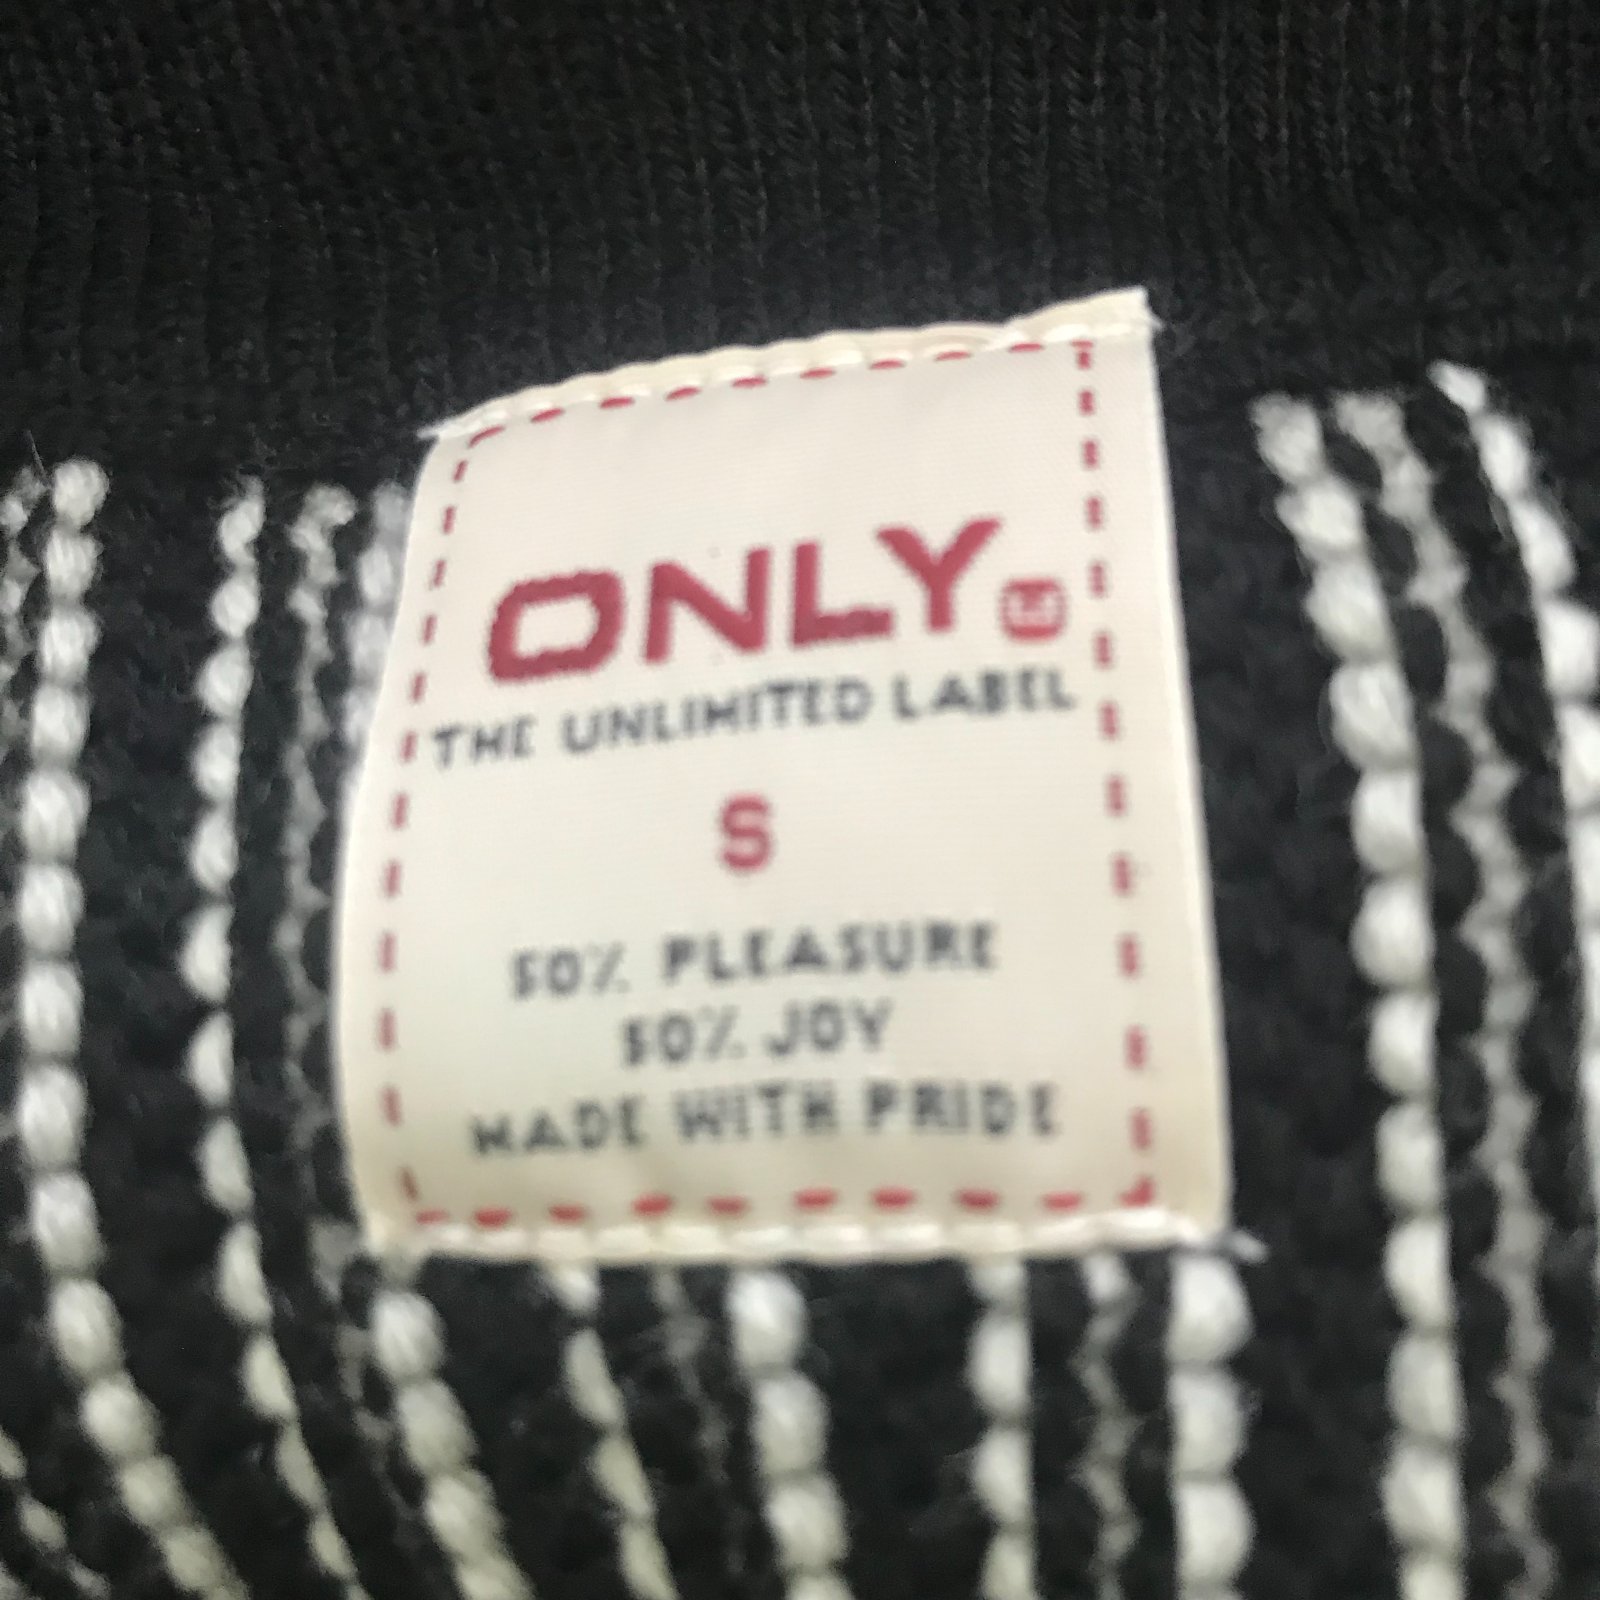 ONLY
THE UNLIMITED LABEL
S
50% PLEASURE
50% JOY
MADE WITH PRIDE